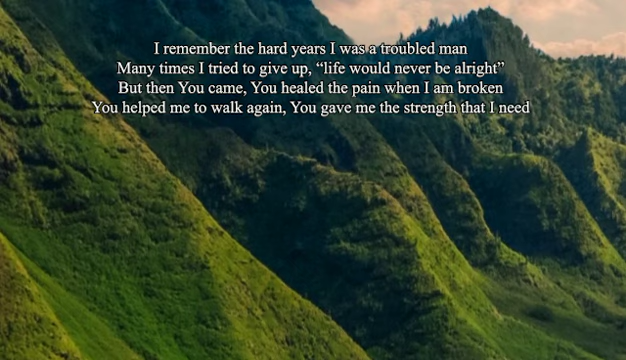 I remember the hard years I was a troubled man
Many times I tried to give up, “life would never be alright”
But then You came, You healed the pain when I am broken
You helped me to walk again, You gave me the strength that I need